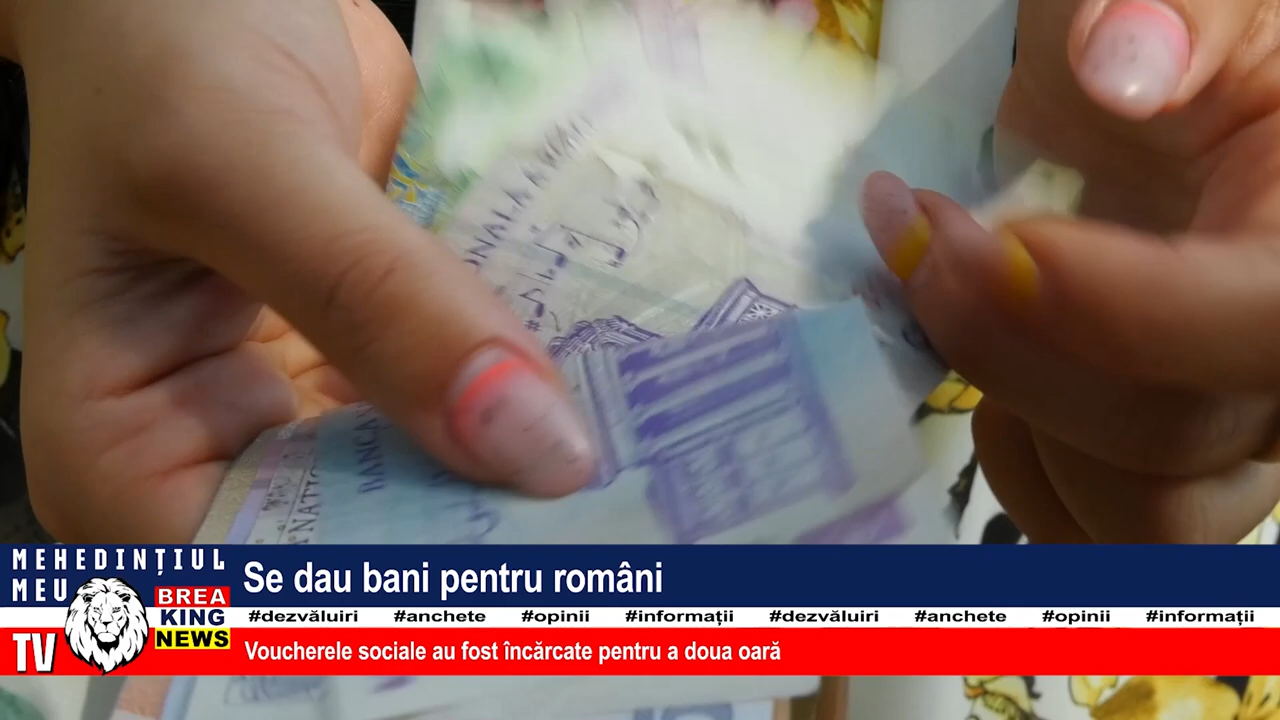 BANCA
MEHEDINȚIUL
MEU
TV
BREA
KING
NEWS
Se dau bani pentru români
#dezvăluiri #anchete #opinii #informații #dezvăluiri #anchete #opinii #informații
Voucherele sociale au fost încărcate pentru a doua oară